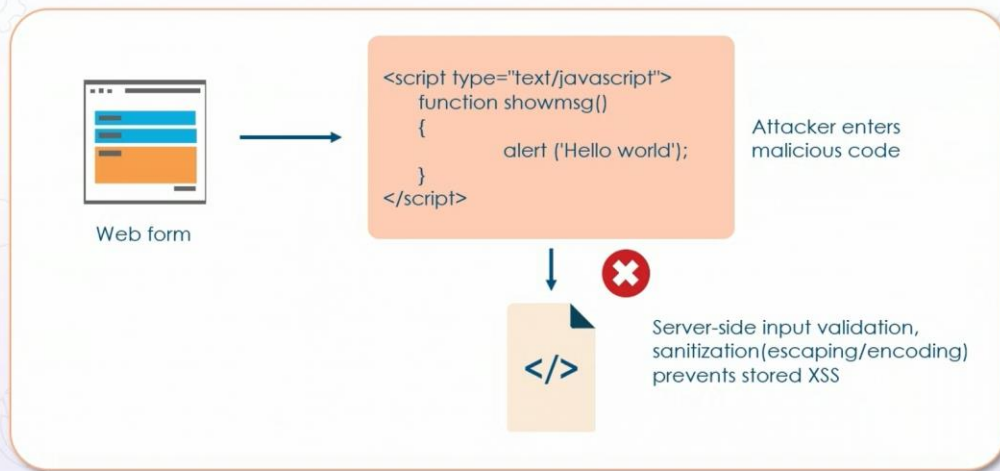 <script type="text/javascript">
function showmsg()
{
alert ('Hello world');
}
</script>
Attacker enters
malicious code
Web form
</>
Server-side input validation,
sanitization(escaping/encoding)
prevents stored XSS